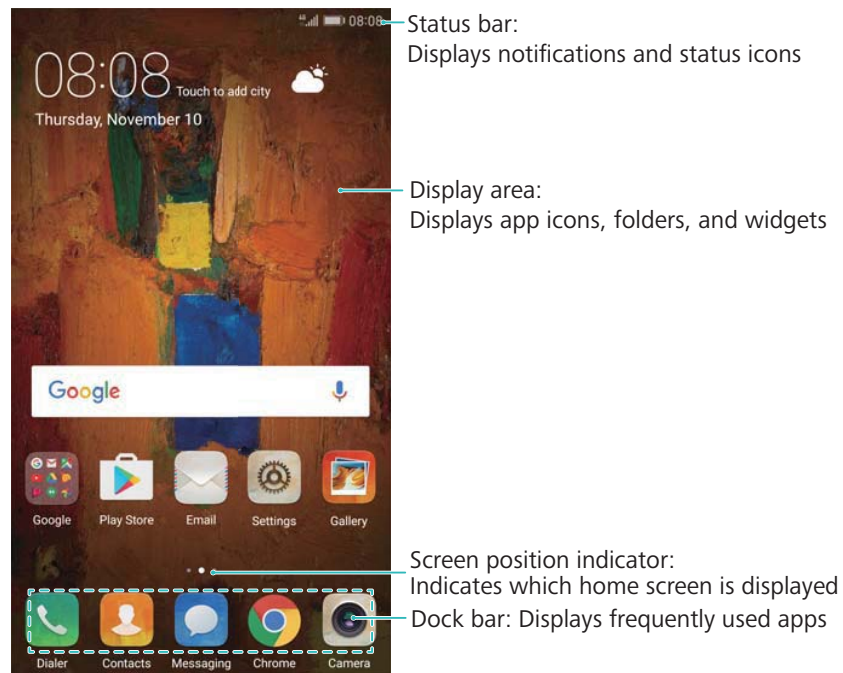 08:08
Status bar:
Displays notifications and status icons
08:08 Touch to add city
Thursday, November 10
Display area:
Displays app icons, folders, and widgets
Google
Google Play Store Email Settings Gallery
Screen position indicator:
Indicates which home screen is displayed
Dock bar: Displays frequently used apps
Dialer Contacts Messaging Chrome Camera